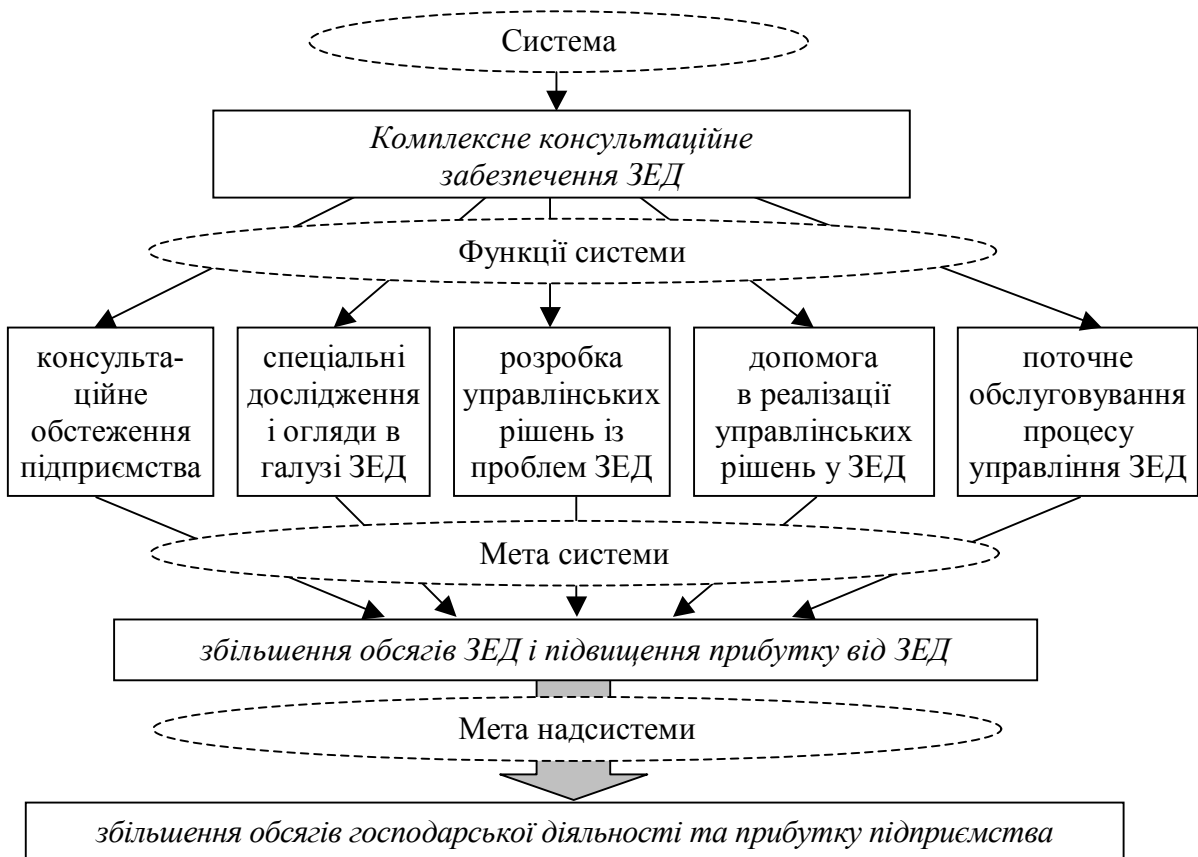 Система
Комплексне консультаційне
забезпечення ЗЕД
Функції системи
консульта-
ційне
обстеження
підприємства
спеціальні
дослідження
і огляди в
галузі ЗЕД
розробка
управлінських
рішень із
проблем ЗЕД
допомога
в реалізації
управлінських
рішень у ЗЕД
поточне
обслуговування
процесу
управління ЗЕД
Мета системи
збільшення обсягів ЗЕД і підвищення прибутку від ЗЕД
Мета надсистеми
збільшення обсягів господарської діяльності та прибутку підприємства